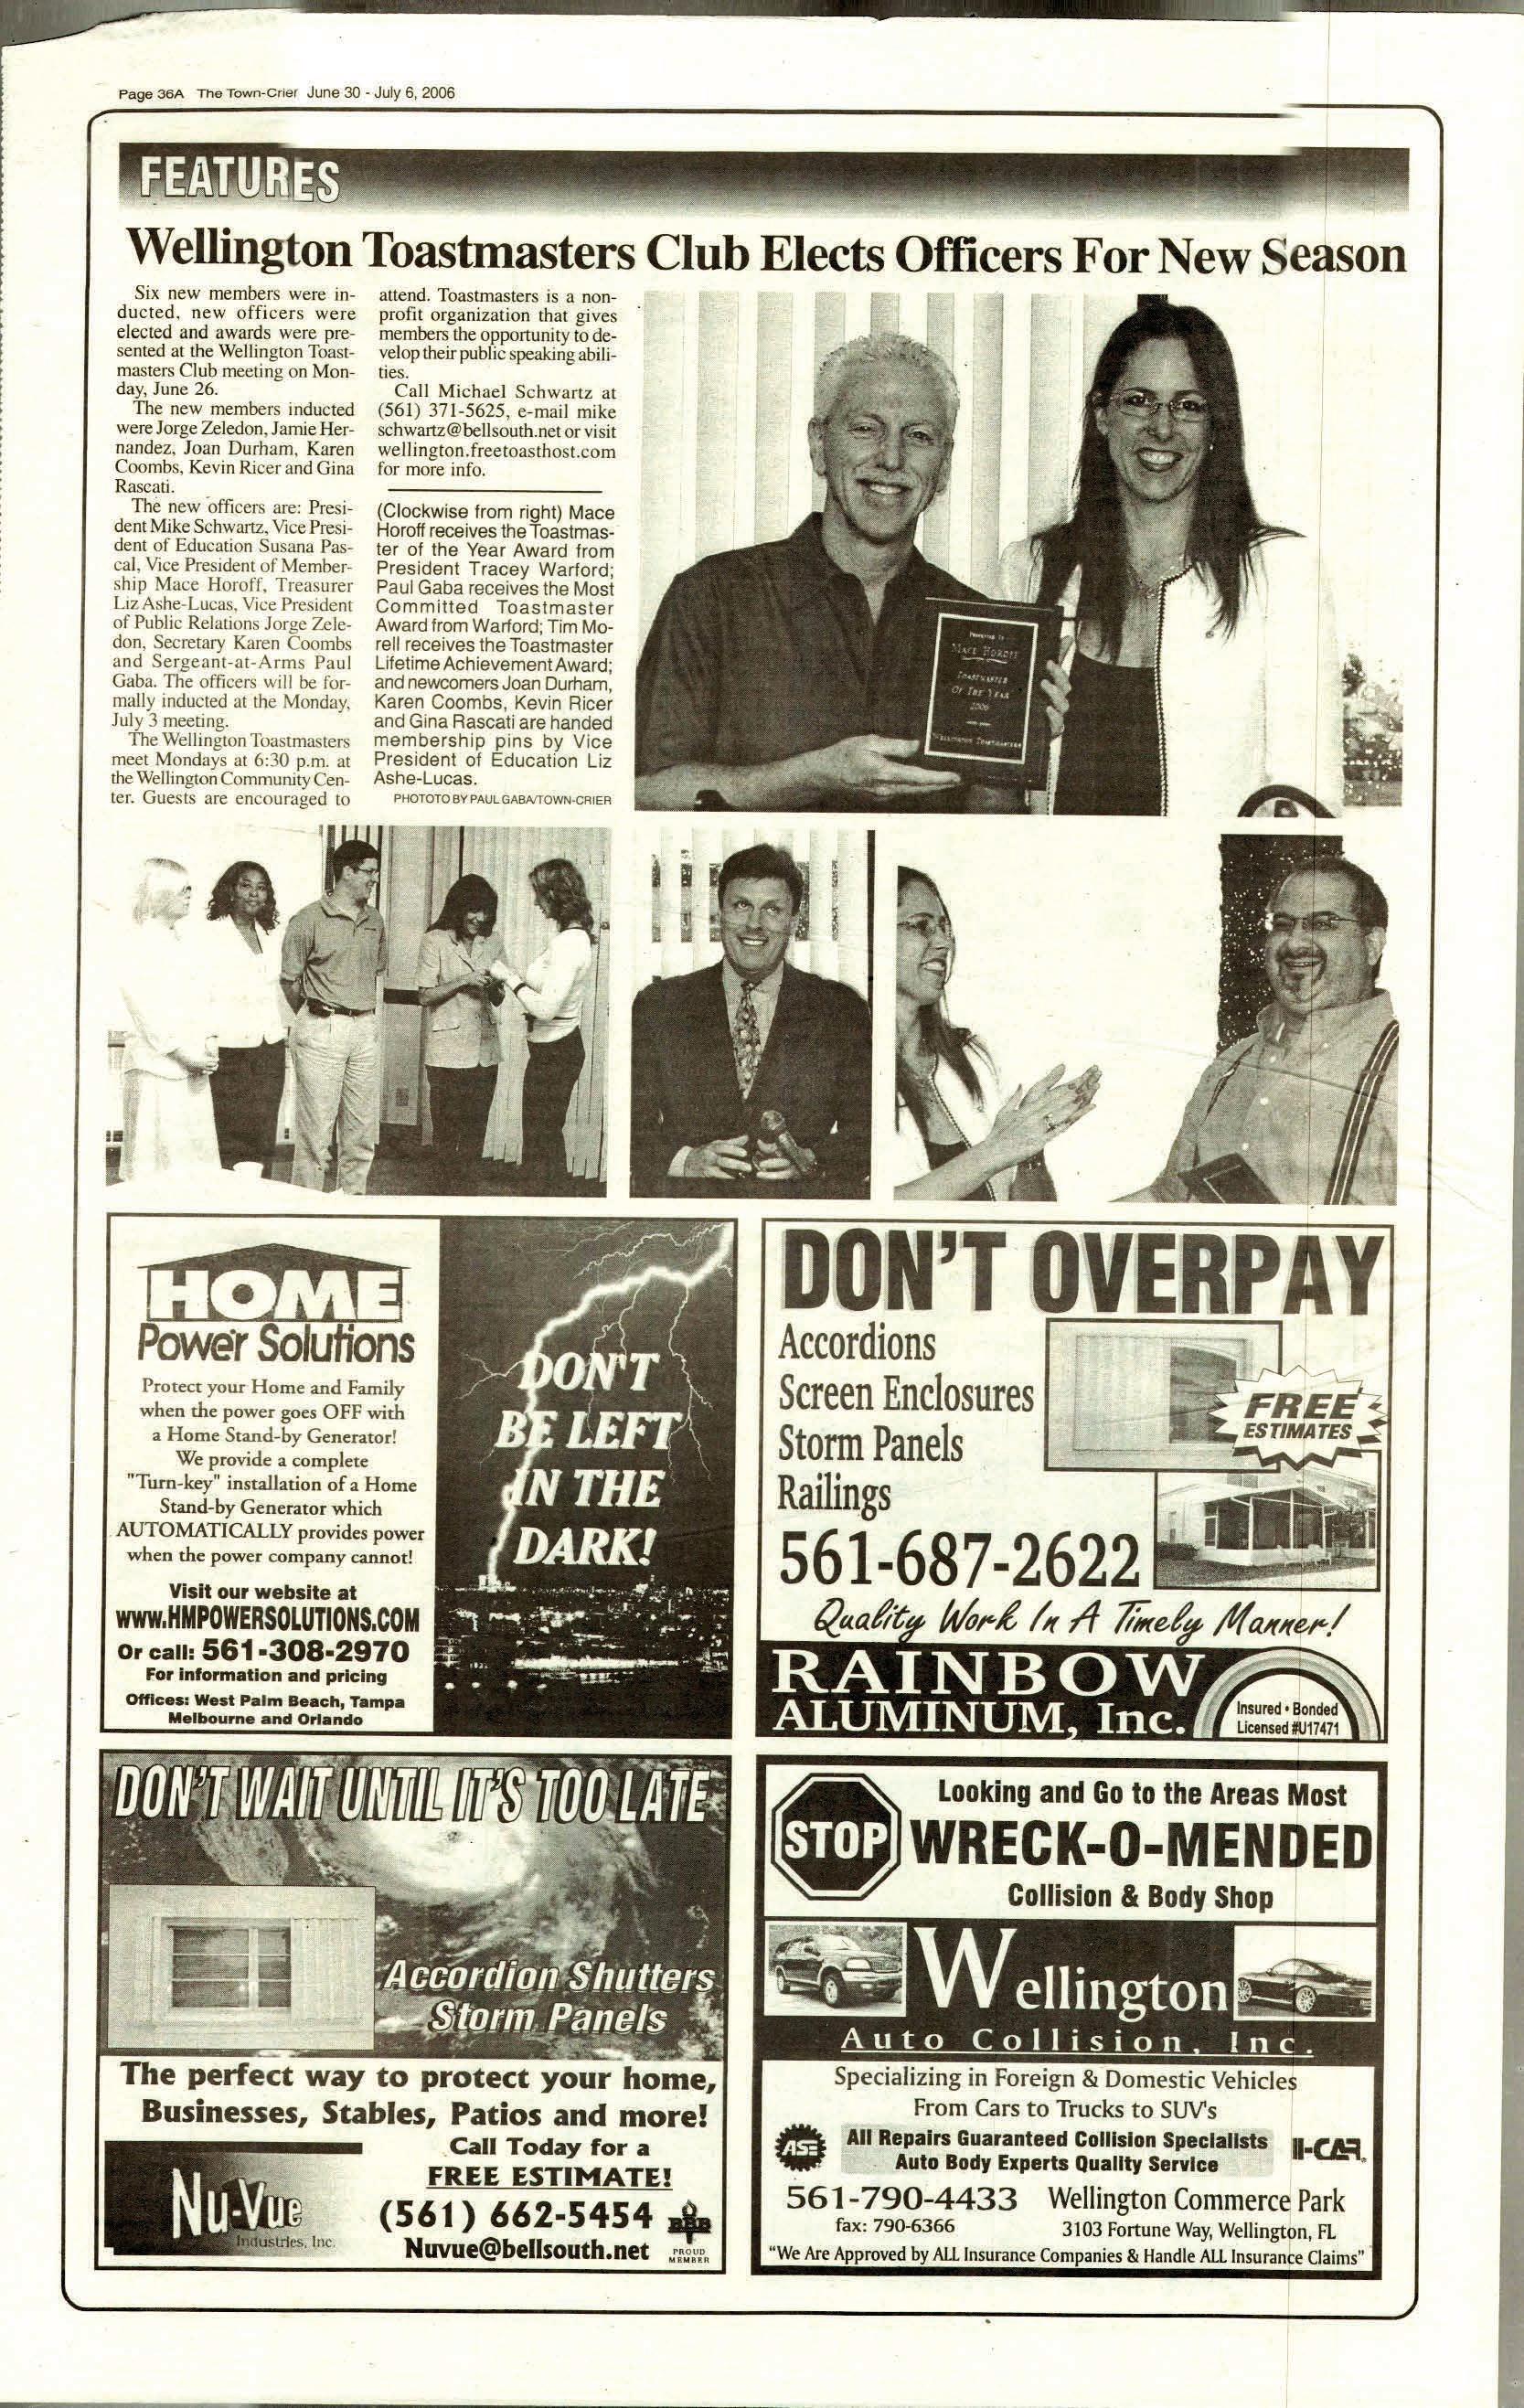 Page 36A The Town-Crier June 30 - July 6, 2006
FEATURES
Wellington Toastmasters Club Elects Officers For New Season
Six new members were in-
ducted, new officers were
elected and awards were pre-
sented at the Wellington Toast-
masters Club meeting on Mon-
day, June 26.
The new members inducted
were Jorge Zeledon, Jamie Her-
nandez, Joan Durham, Karen
Coombs, Kevin Ricer and Gina
Rascati.
The new officers are: Presi-
dent Mike Schwartz, Vice Presi-
dent of Education Susana Pas-
cal, Vice President of Member-
ship Mace Horoff, Treasurer
Liz Ashe-Lucas, Vice President
of Public Relations Jorge Zele-
don, Secretary Karen Coombs
and Sergeant-at-Arms Paul
Gaba. The officers will be for-
mally inducted at the Monday,
July 3 meeting.
The Wellington Toastmasters
meet Mondays at 6:30 p.m. at
the Wellington Community Cen-
ter. Guests are encouraged to
attend. Toastmasters is a non-
profit organization that gives
members the opportunity to de-
velop their public speaking abili-
ties.
Call Michael Schwartz at
(561) 371-5625, e-mail mike
schwartz@bellsouth.net or visit
wellington.freetoasthost.com
for more info.
(Clockwise from right) Mace
Horoff receives the Toastmas-
ter of the Year Award from
President Tracey Warford;
Paul Gaba receives the Most
Committed Toastmaster
Award from Warford; Tim Mo-
rell receives the Toastmaster
Lifetime Achievement Award;
and newcomers Joan Durham,
Karen Coombs, Kevin Ricer
and Gina Rascati are handed
membership pins by Vice
President of Education Liz
Ashe-Lucas.
PHOTOTO BY PAUL GABA/TOWN-CRIER
Presented To
Mace Horoff
Toastmaster
Of The Year
2006
Wellington Toastmasters
HOME
Power Solutions
Protect your Home and Family
when the power goes OFF with
a Home Stand-by Generator!
We provide a complete
"Turn-key" installation of a Home
Stand-by Generator which
AUTOMATICALLY provides power
when the power company cannot!
Visit our website at
www.HMPOWERSOLUTIONS.COM
Or call: 561-308-2970
For information and pricing
Offices: West Palm Beach, Tampa
Melbourne and Orlando
DON'T
BE LEFT
IN THE
DARK!
DON'T OVERPAY
Accordions
Screen Enclosures
Storm Panels
Railings
FREE
ESTIMATES
561-687-2622
Quality Work In A Timely Manner!
RAINBOW
ALUMINUM, Inc.
Insured • Bonded
Licensed #U17471
DON'T WAIT UNTIL IT'S TOO LATE
Accordion Shutters
Storm Panels
The perfect way to protect your home,
Businesses, Stables, Patios and more!
Call Today for a
FREE ESTIMATE!
(561) 662-5454
Nuvue@bellsouth.net
Nu-Vue
Industries, Inc.
BBB
PROUD
MEMBER
Looking and Go to the Areas Most
STOP WRECK-O-MENDED
Collision & Body Shop
Wellington
Auto Collision, Inc.
Specializing in Foreign & Domestic Vehicles
From Cars to Trucks to SUV's
ASE
All Repairs Guaranteed Collision Specialists
Auto Body Experts Quality Service
I-CAR
561-790-4433 Wellington Commerce Park
fax: 790-6366 3103 Fortune Way, Wellington, FL
"We Are Approved by ALL Insurance Companies & Handle ALL Insurance Claims"